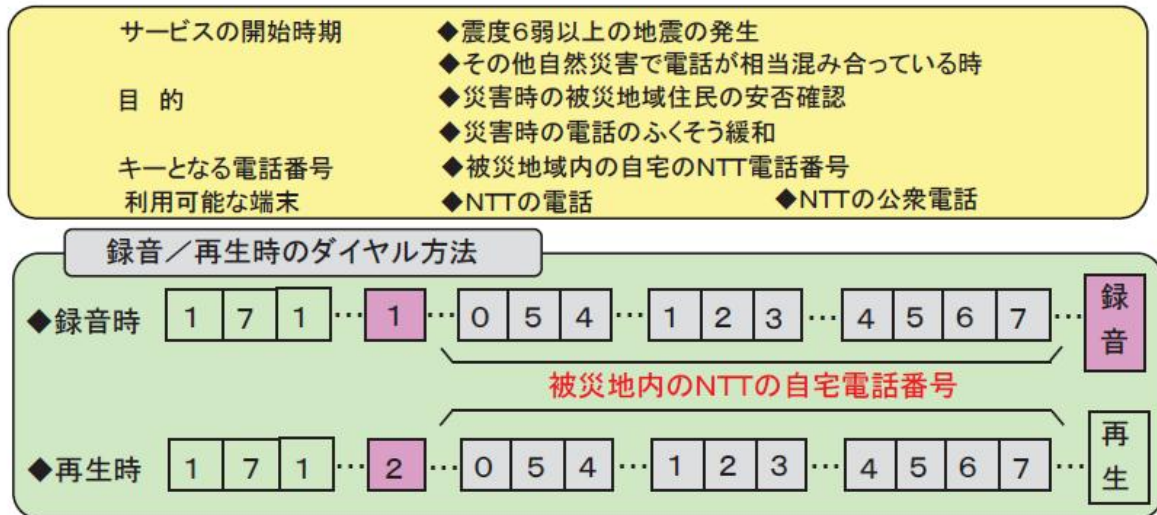 サービスの開始時期 ◆震度6弱以上の地震の発生
◆その他自然災害で電話が相当混み合っている時
目 的 ◆災害時の被災地域住民の安否確認
◆災害時の電話のふくそう緩和
キーとなる電話番号 ◆被災地域内の自宅のNTT電話番号
利用可能な端末 ◆NTTの電話 ◆NTTの公衆電話
録音／再生時のダイヤル方法
◆録音時 1 7 1 … 1 … 0 5 4 … 1 2 3 … 4 5 6 7 … 録音
被災地内のNTTの自宅電話番号
◆再生時 1 7 1 … 2 … 0 5 4 … 1 2 3 … 4 5 6 7 … 再生